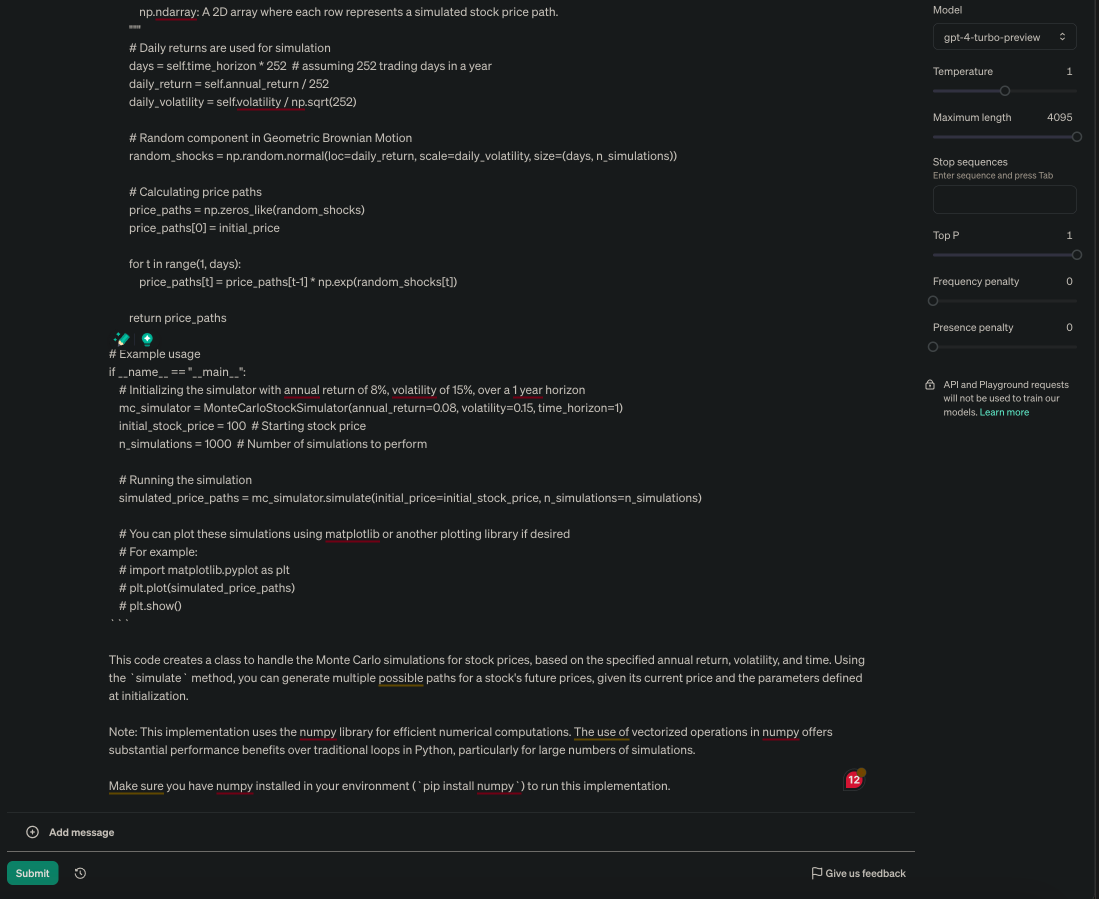 np.ndarray: A 2D array where each row represents a simulated stock price path.
"""
# Daily returns are used for simulation
days = self.time_horizon * 252  # assuming 252 trading days in a year
daily_return = self.annual_return / 252
daily_volatility = self.volatility / np.sqrt(252)
# Random component in Geometric Brownian Motion
random_shocks = np.random.normal(loc=daily_return, scale=daily_volatility, size=(days, n_simulations))
# Calculating price paths
price_paths = np.zeros_like(random_shocks)
price_paths[0] = initial_price
for t in range(1, days):
price_paths[t] = price_paths[t-1] * np.exp(random_shocks[t])
return price_paths
# Example usage
if __name__ == "__main__":
# Initializing the simulator with annual return of 8%, volatility of 15%, over a 1 year horizon
mc_simulator = MonteCarloStockSimulator(annual_return=0.08, volatility=0.15, time_horizon=1)
initial_stock_price = 100  # Starting stock price
n_simulations = 1000  # Number of simulations to perform
# Running the simulation
simulated_price_paths = mc_simulator.simulate(initial_price=initial_stock_price, n_simulations=n_simulations)
# You can plot these simulations using matplotlib or another plotting library if desired
# For example:
# import matplotlib.pyplot as plt
# plt.plot(simulated_price_paths)
# plt.show()
```
This code creates a class to handle the Monte Carlo simulations for stock prices, based on the specified annual return, volatility, and time. Using
the `simulate` method, you can generate multiple possible paths for a stock's future prices, given its current price and the parameters defined
at initialization.
Note: This implementation uses the numpy library for efficient numerical computations. The use of vectorized operations in numpy offers
substantial performance benefits over traditional loops in Python, particularly for large numbers of simulations.
Make sure you have numpy installed in your environment (`pip install numpy`) to run this implementation.
12
Add message
Submit
Give us feedback
Model
gpt-4-turbo-preview
Temperature 1
Maximum length 4095
Stop sequences
Enter sequence and press Tab
Top P 1
Frequency penalty 0
Presence penalty 0
API and Playground requests
will not be used to train our
models. Learn more